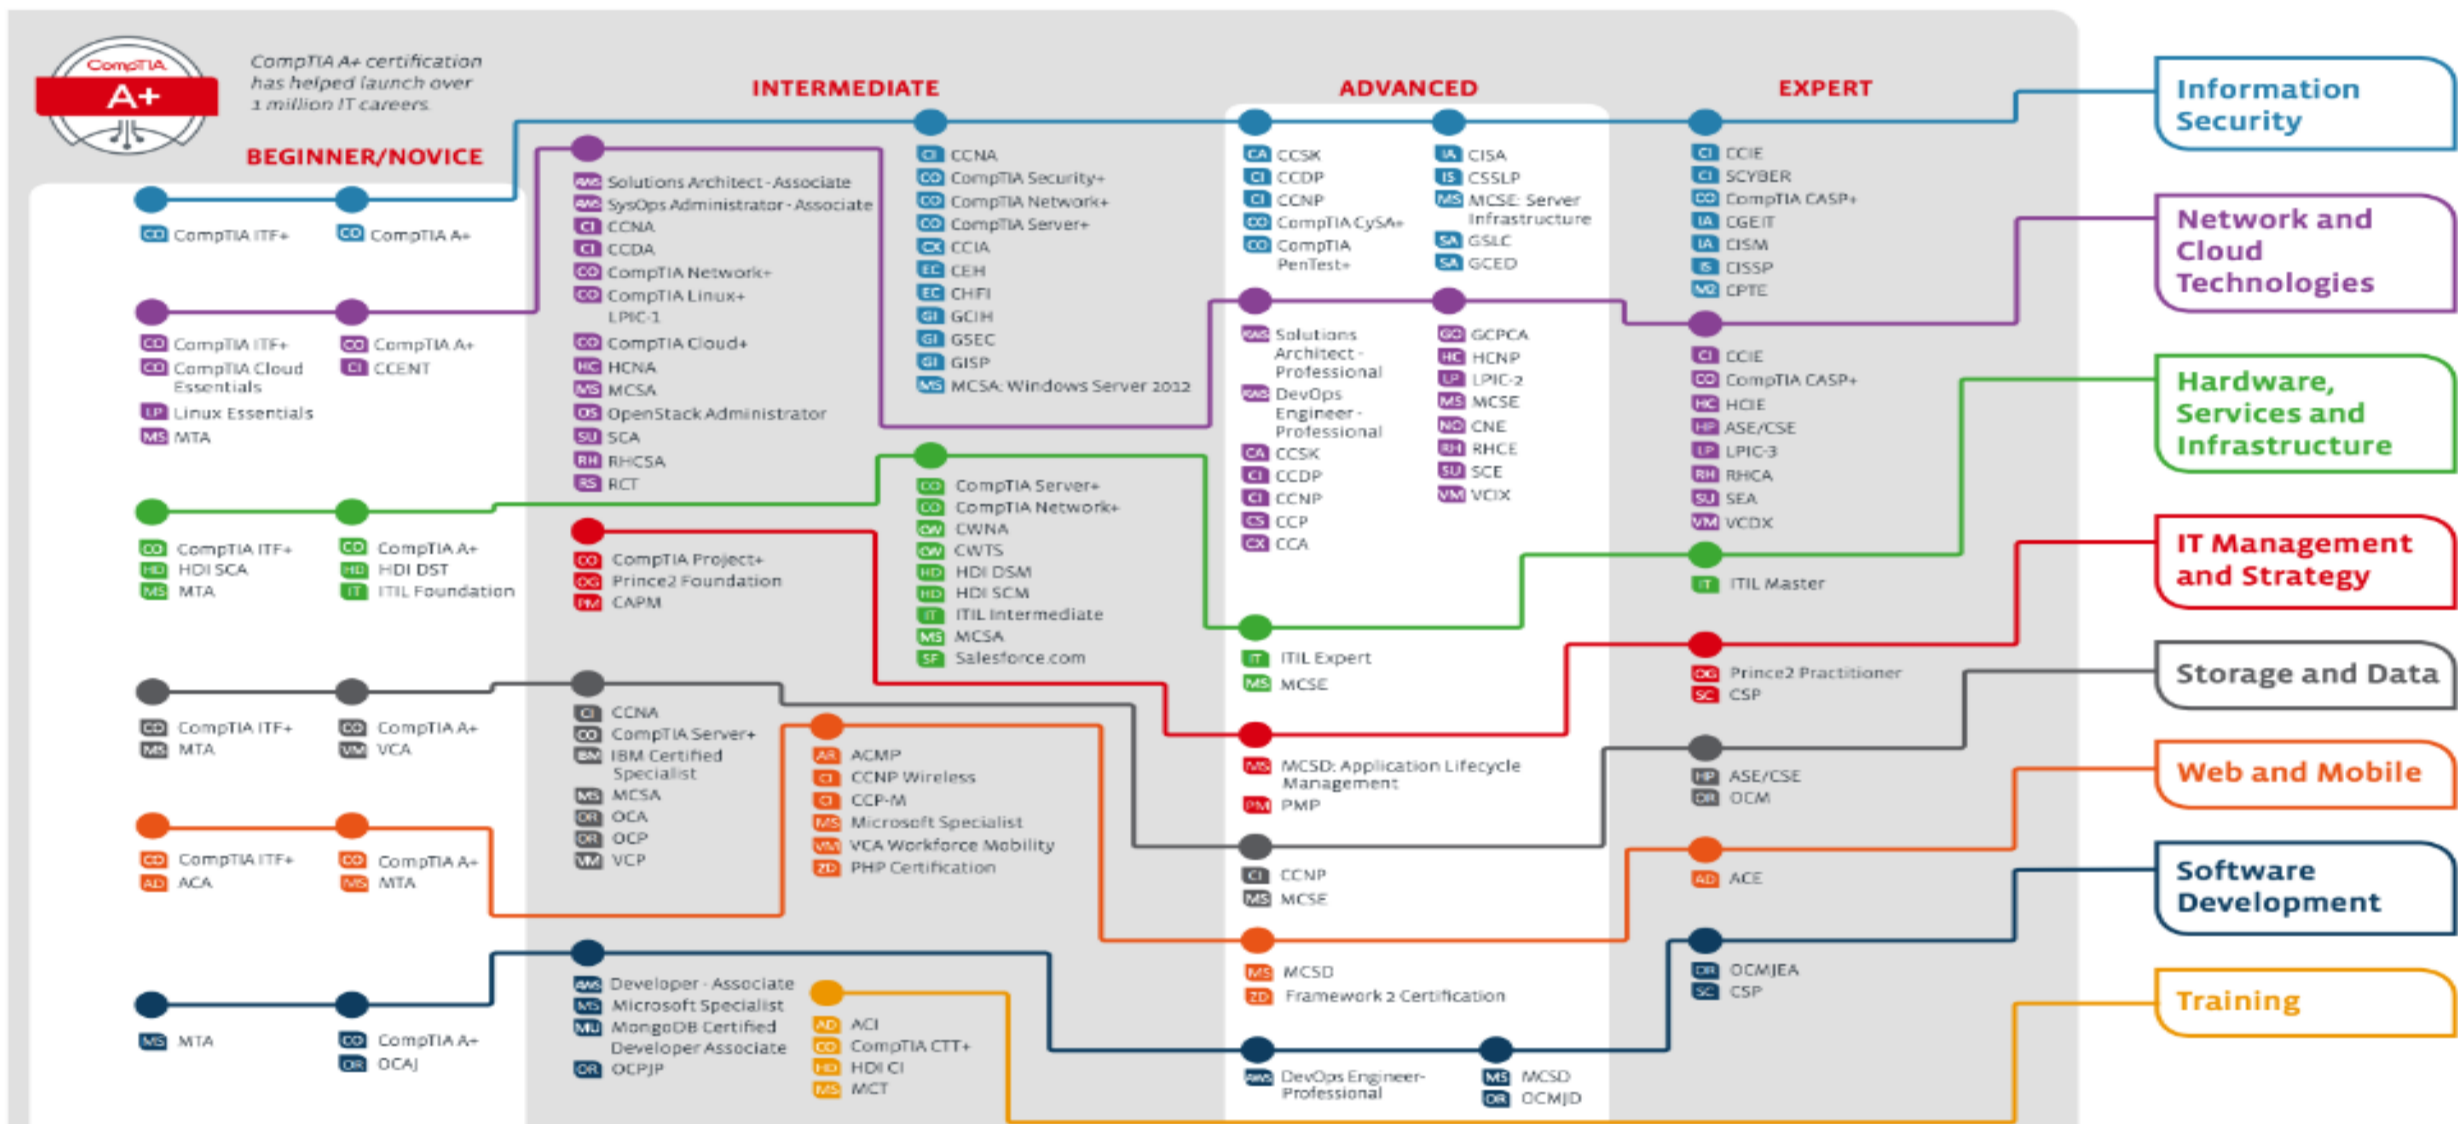 CompTIA
A+
CompTIA A+ certification
has helped launch over
1 million IT careers.
BEGINNER/NOVICE
INTERMEDIATE
ADVANCED
EXPERT
CO CompTIA ITF+
CO CompTIA A+
CI CCNA
CO CompTIA Security+
CO CompTIA Network+
CO CompTIA Server+
CX CCIA
EC CEH
EC CHFI
GI GCIH
GI GSEC
GI GISP
MS MCSA: Windows Server 2012
CA CCSK
CI CCDP
CI CCNP
CO CompTIA CySA+
CO CompTIA
PenTest+
IA CISA
IS CSSLP
MS MCSE: Server
Infrastructure
SA GSLC
SA GCED
CI CCIE
CI SCYBER
CO CompTIA CASP+
IA CGEIT
IA CISM
IS CISSP
M2 CPTE
Information
Security
CO CompTIA ITF+
CO CompTIA Cloud
Essentials
LP Linux Essentials
MS MTA
CO CompTIA A+
CI CCENT
AWS Solutions Architect - Associate
AWS SysOps Administrator - Associate
CI CCNA
CI CCDA
CO CompTIA Network+
CO CompTIA Linux+
LPIC-1
CO CompTIA Cloud+
HC HCNA
MS MCSA
OS OpenStack Administrator
SU SCA
RH RHCSA
RS RCT
AWS Solutions
Architect -
Professional
AWS DevOps
Engineer -
Professional
CA CCSK
CI CCDP
CI CCNP
CS CCP
CX CCA
GO GCPCA
HC HCNP
LP LPIC-2
MS MCSE
NO CNE
RH RHCE
SU SCE
VM VCIX
CI CCIE
CO CompTIA CASP+
HC HCIE
HP ASE/CSE
LP LPIC-3
RH RHCA
SU SEA
VM VCDX
Network and
Cloud
Technologies
CO CompTIA ITF+
HD HDI SCA
MS MTA
CO CompTIA A+
HD HDI DST
IT ITIL Foundation
CO CompTIA Server+
CO CompTIA Network+
CW CWNA
CW CWTS
HD HDI DSM
HD HDI SCM
IT ITIL Intermediate
MS MCSA
SF Salesforce.com
IT ITIL Expert
MS MCSE
IT ITIL Master
Hardware,
Services and
Infrastructure
CO CompTIA Project+
OG Prince2 Foundation
PM CAPM
MS MCSD: Application Lifecycle
Management
PM PMP
OG Prince2 Practitioner
SC CSP
IT Management
and Strategy
CO CompTIA ITF+
MS MTA
CO CompTIA A+
VM VCA
CI CCNA
CO CompTIA Server+
IBM IBM Certified
Specialist
MS MCSA
OR OCA
OR OCP
VM VCP
CI CCNP
MS MCSE
HP ASE/CSE
OR OCM
Storage and Data
CO CompTIA ITF+
AD ACA
CO CompTIA A+
MS MTA
AR ACMP
CI CCNP Wireless
CI CCP-M
MS Microsoft Specialist
VM VCA Workforce Mobility
ZD PHP Certification
MS MCSD
ZD Framework 2 Certification
AD ACE
Web and Mobile
MS MTA
CO CompTIA A+
OR OCAJ
AWS Developer - Associate
MS Microsoft Specialist
MU MongoDB Certified
Developer Associate
OR OCPJP
AWS DevOps Engineer-
Professional
MS MCSD
OR OCMJD
OR OCMJEA
SC CSP
Software
Development
AD ACI
CO CompTIA CTT+
HD HDI CI
MS MCT
Training